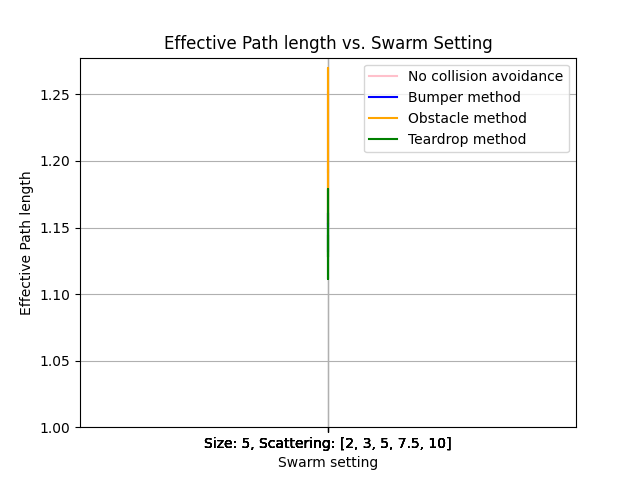 Effective Path length vs. Swarm Setting
No collision avoidance
Bumper method
Obstacle method
Teardrop method
1.25
1.20
1.15
1.10
1.05
1.00
Effective Path length
Size: 5, Scattering: [2, 3, 5, 7.5, 10]
Swarm setting